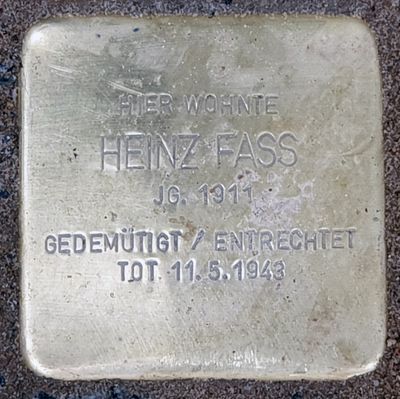 HIER WOHNTE
HEINZ FASS
JG. 1911
GEDEMÜTIGT / ENTRECHTET
TOT 11.5.1943